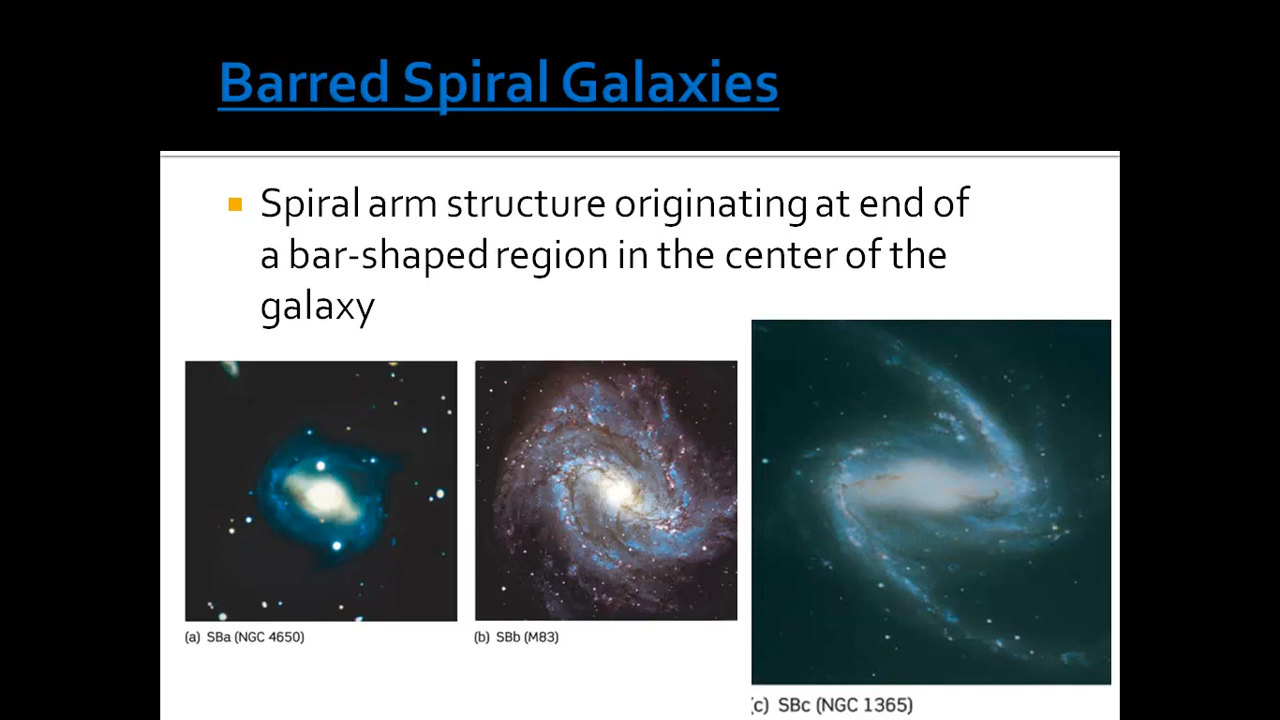 Barred Spiral Galaxies
Spiral arm structure originating at end of
a bar-shaped region in the center of the
galaxy
(a) SBa (NGC 4650)
(b) SBb (M83)
(c) SBc (NGC 1365)